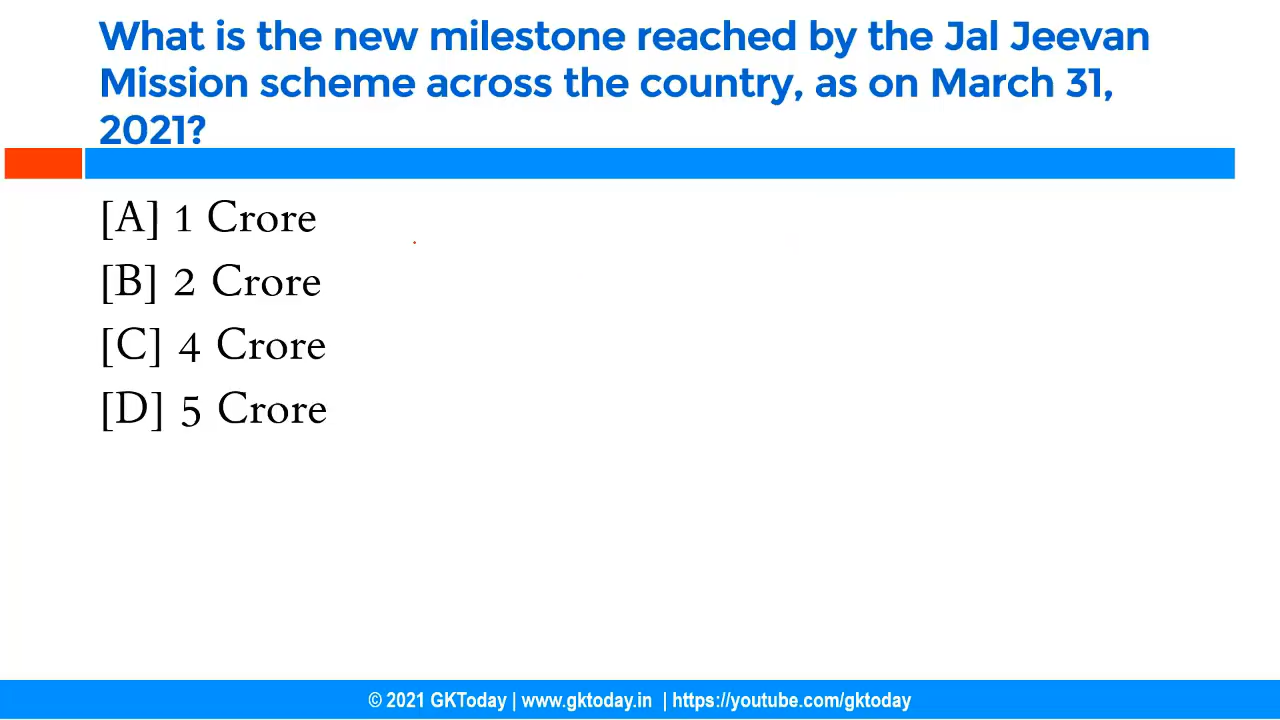 What is the new milestone reached by the Jal Jeevan
Mission scheme across the country, as on March 31,
2021?
[A] 1 Crore
[B] 2 Crore
[C] 4 Crore
[D] 5 Crore
© 2021 GKToday | www.gktoday.in | https://youtube.com/gktoday